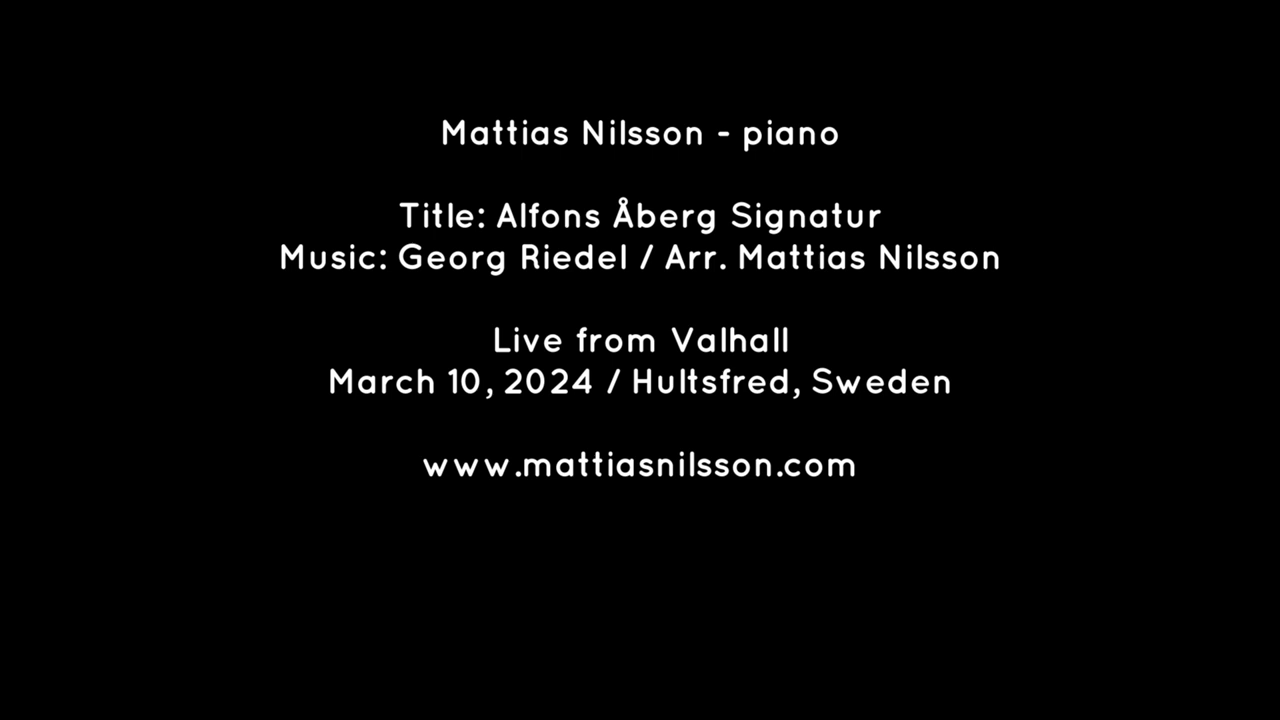 Mattias Nilsson - piano
Title: Alfons Åberg Signatur
Music: Georg Riedel / Arr. Mattias Nilsson
Live from Valhall
March 10, 2024 / Hultsfred, Sweden
www.mattiasnilsson.com